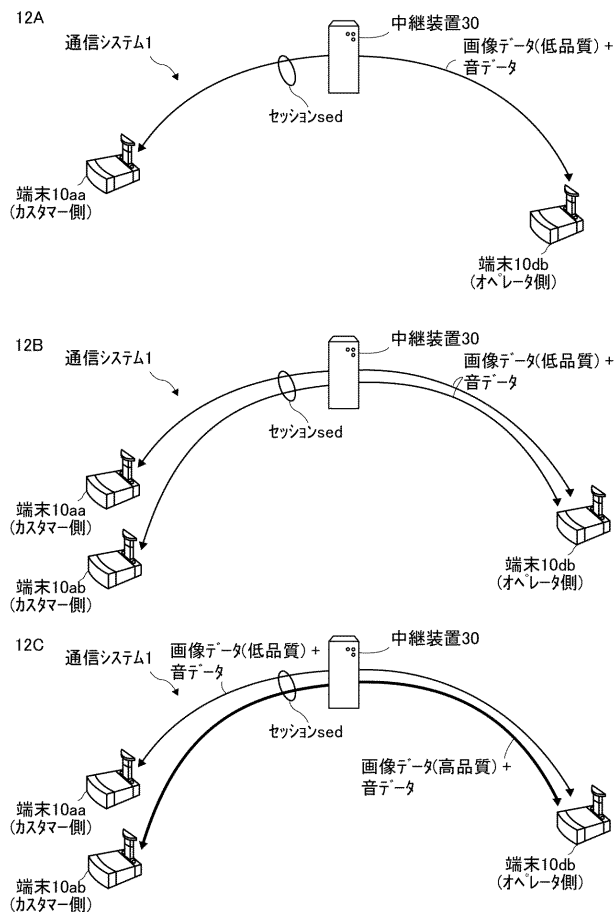 12A
通信システム1
中継装置30
画像データ(低品質) +
音データ
セッションsed
端末10aa
(カスタマー側)
端末10db
(オペレータ側)
12B
通信システム1
中継装置30
画像データ(低品質) +
音データ
セッションsed
端末10aa
(カスタマー側)
端末10ab
(カスタマー側)
端末10db
(オペレータ側)
12C
通信システム1
画像データ(低品質) +
音データ
中継装置30
セッションsed
画像データ(高品質) +
音データ
端末10aa
(カスタマー側)
端末10ab
(カスタマー側)
端末10db
(オペレータ側)